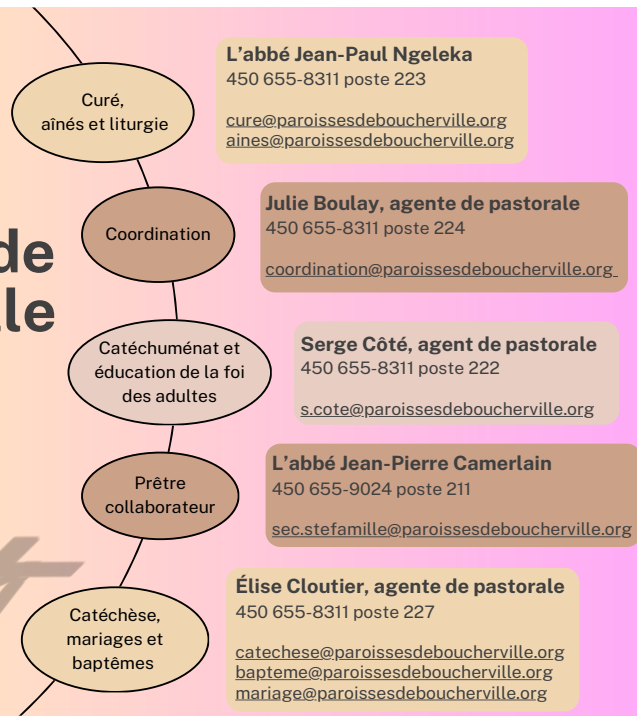 Curé,
aînés et liturgie
L'abbé Jean-Paul Ngeleka
450 655-8311 poste 223
cure@paroissesdeboucherville.org
aines@paroissesdeboucherville.org
de
lle
Coordination
Julie Boulay, agente de pastorale
450 655-8311 poste 224
coordination@paroissesdeboucherville.org
Catéchuménat et
éducation de la foi
des adultes
Serge Côté, agent de pastorale
450 655-8311 poste 222
s.cote@paroissesdeboucherville.org
Prêtre
collaborateur
L'abbé Jean-Pierre Camerlain
450 655-9024 poste 211
sec.stefamille@paroissesdeboucherville.org
Catéchèse,
mariages et
baptêmes
Élise Cloutier, agente de pastorale
450 655-8311 poste 227
catechese@paroissesdeboucherville.org
bapteme@paroissesdeboucherville.org
mariage@paroissesdeboucherville.org